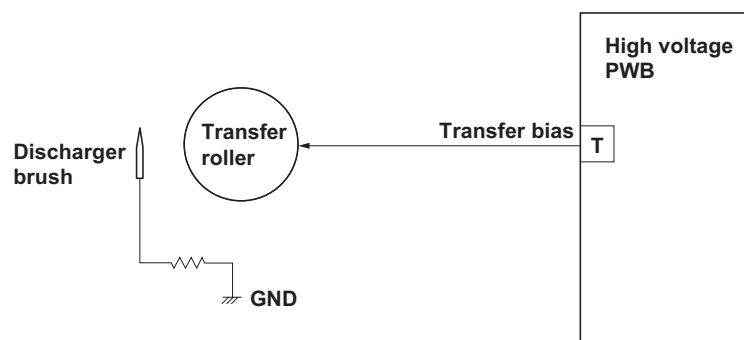 High voltage
PWB
Transfer bias
T
Transfer
roller
Discharger
brush
GND